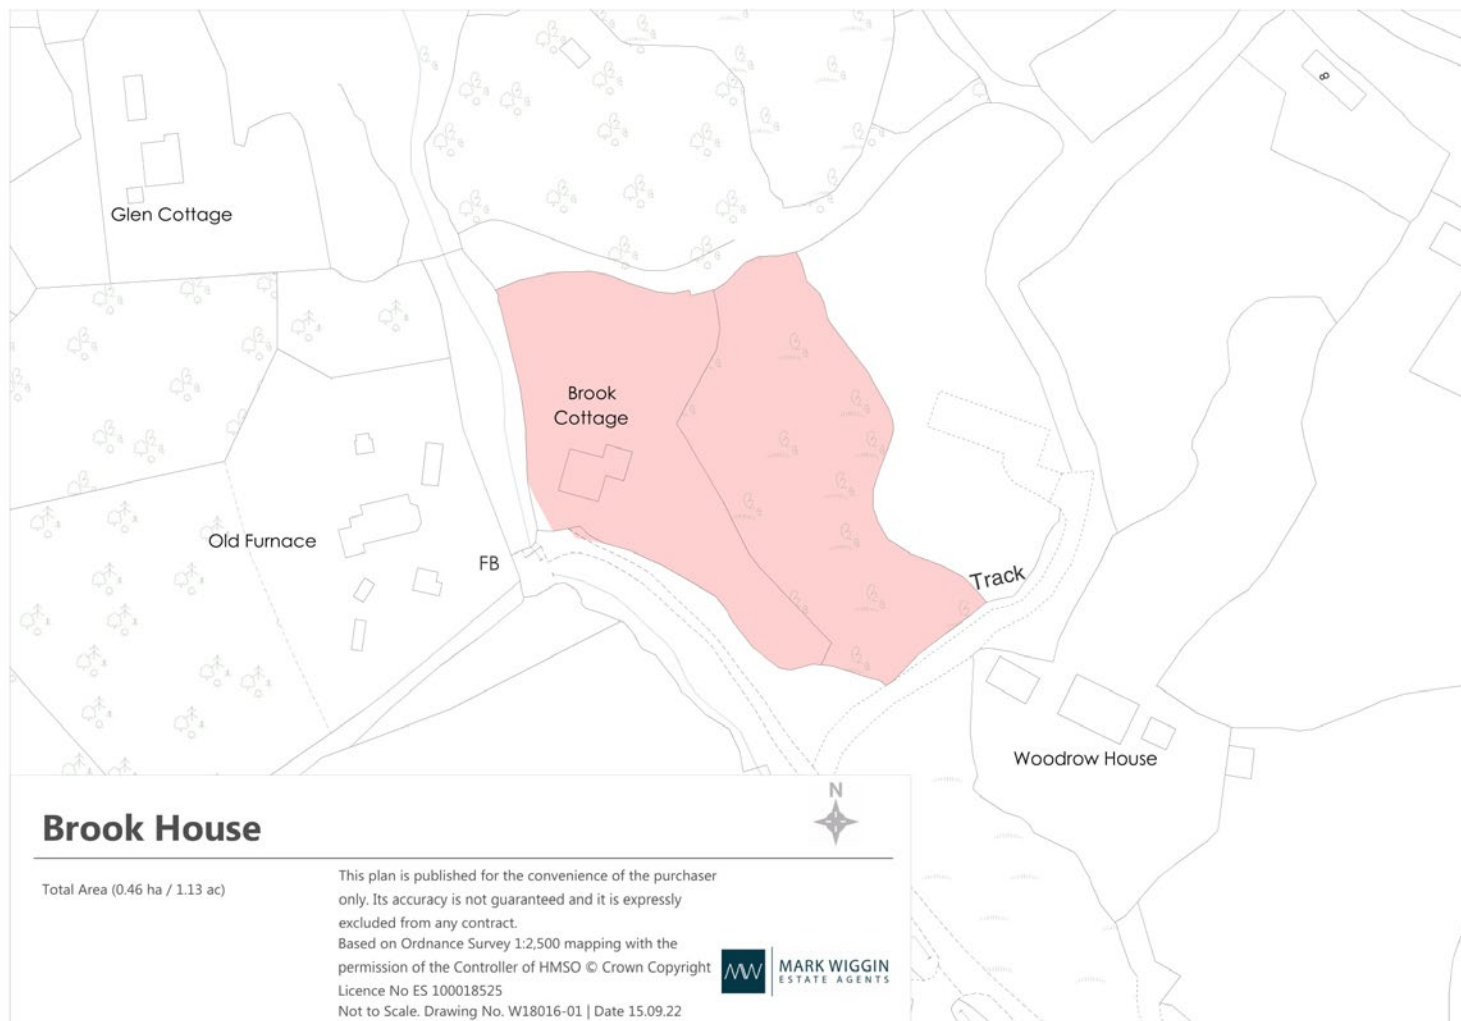 8
Glen Cottage
Brook
Cottage
Old Furnace
FB
Track
Woodrow House
N
Brook House
Total Area (0.46 ha / 1.13 ac)
This plan is published for the convenience of the purchaser
only. Its accuracy is not guaranteed and it is expressly
excluded from any contract.
Based on Ordnance Survey 1:2,500 mapping with the
permission of the Controller of HMSO © Crown Copyright
Licence No ES 100018525
Not to Scale. Drawing No. W18016-01 | Date 15.09.22
MW
MARK WIGGIN
ESTATE AGENTS